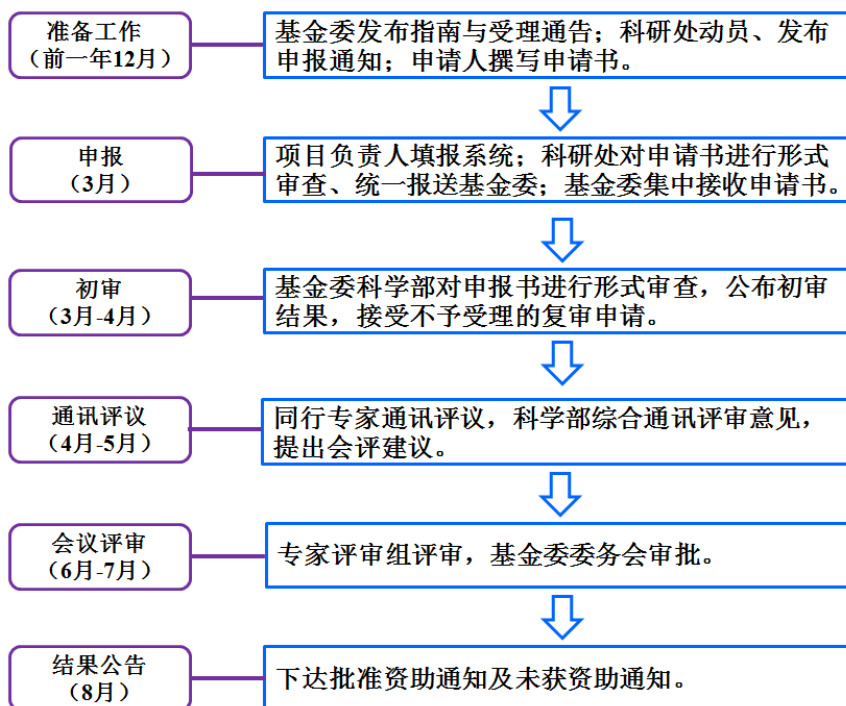 准备工作
（前一年12月）
基金委发布指南与受理通告；科研处动员、发布
申报通知；申请人撰写申请书。
申报
（3月）
项目负责人填报系统；科研处对申请书进行形式
审查、统一报送基金委；基金委集中接收申请书。
初审
（3月-4月）
基金委科学部对申报书进行形式审查，公布初审
结果，接受不予受理的复审申请。
通讯评议
（4月-5月）
同行专家通讯评议，科学部综合通讯评审意见，
提出会评建议。
会议评审
（6月-7月）
专家评审组评审，基金委委务会审批。
结果公告
（8月）
下达批准资助通知及未获资助通知。